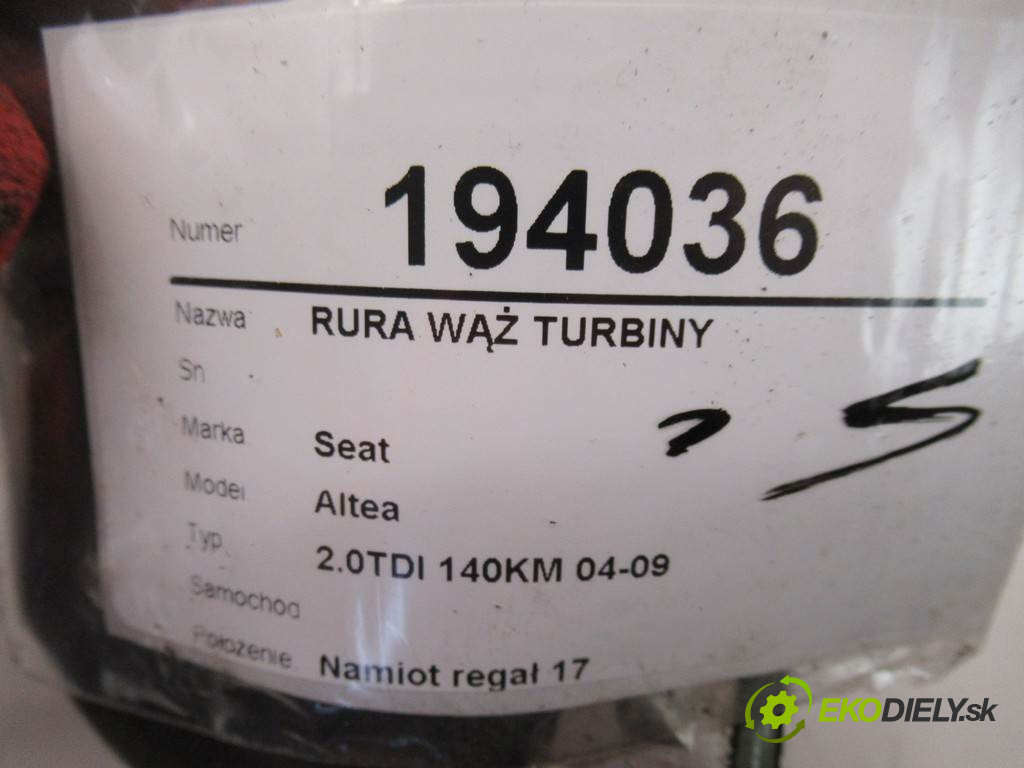 Numer 194036
Nazwa RURA WĄŻ TURBINY
Sn
Marka Seat
Model Altea
Typ 2.0TDI 140KM 04-09
Samochod
Położenie Namiot regał 17
EKODIELY.sk